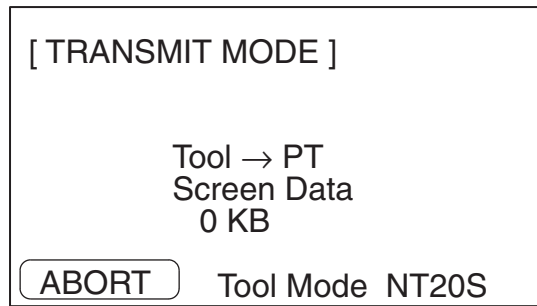 [ TRANSMIT MODE ]
Tool → PT
Screen Data
0 KB
ABORT Tool Mode NT20S